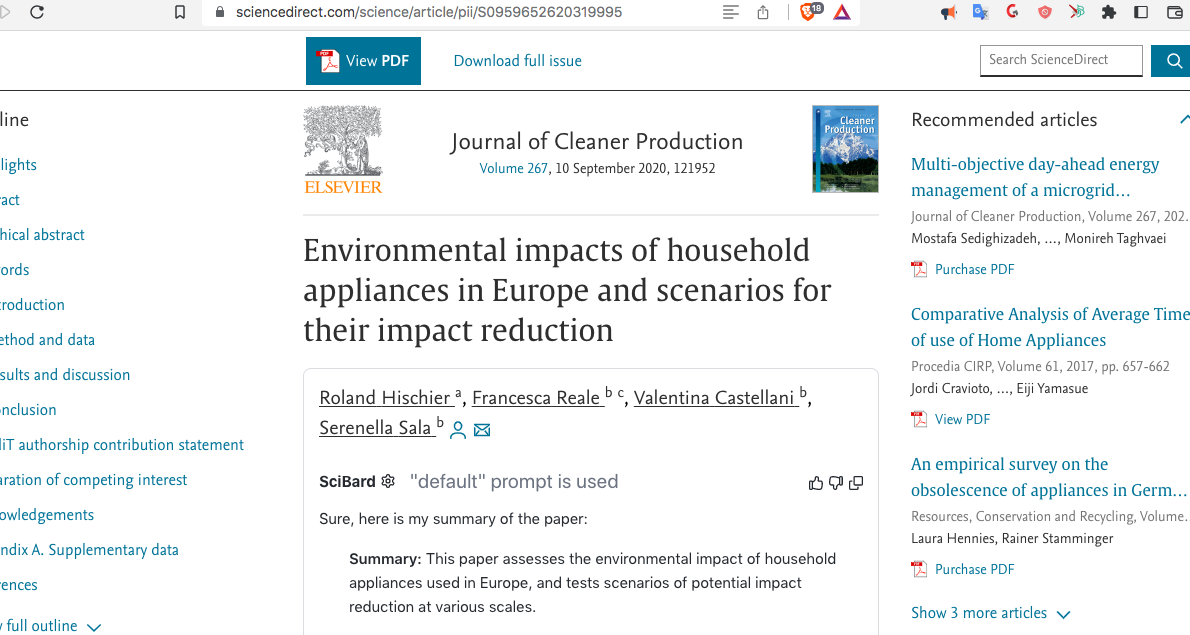 sciencedirect.com/science/article/pii/S0959652620319995
18
View PDF
Download full issue
Search ScienceDirect
line
lights
ract
hical abstract
ords
troduction
ethod and data
sults and discussion
onclusion
liT authorship contribution statement
aration of competing interest
owledgements
ndix A. Supplementary data
rences
v full outline
ELSEVIER
Journal of Cleaner Production
Volume 267, 10 September 2020, 121952
Cleaner
Production
Environmental impacts of household
appliances in Europe and scenarios for
their impact reduction
Roland Hischier a, Francesca Reale b c, Valentina Castellani b,
Serenella Sala b
SciBard "default" prompt is used
Sure, here is my summary of the paper:
Summary: This paper assesses the environmental impact of household
appliances used in Europe, and tests scenarios of potential impact
reduction at various scales.
Recommended articles
Multi-objective day-ahead energy
management of a microgrid…
Journal of Cleaner Production, Volume 267, 202…
Mostafa Sedighizadeh, …, Monireh Taghvaei
Purchase PDF
Comparative Analysis of Average Time
of use of Home Appliances
Procedia CIRP, Volume 61, 2017, pp. 657-662
Jordi Cravioto, …, Eiji Yamasue
View PDF
An empirical survey on the
obsolescence of appliances in Germ…
Resources, Conservation and Recycling, Volume…
Laura Hennies, Rainer Stamminger
Purchase PDF
Show 3 more articles